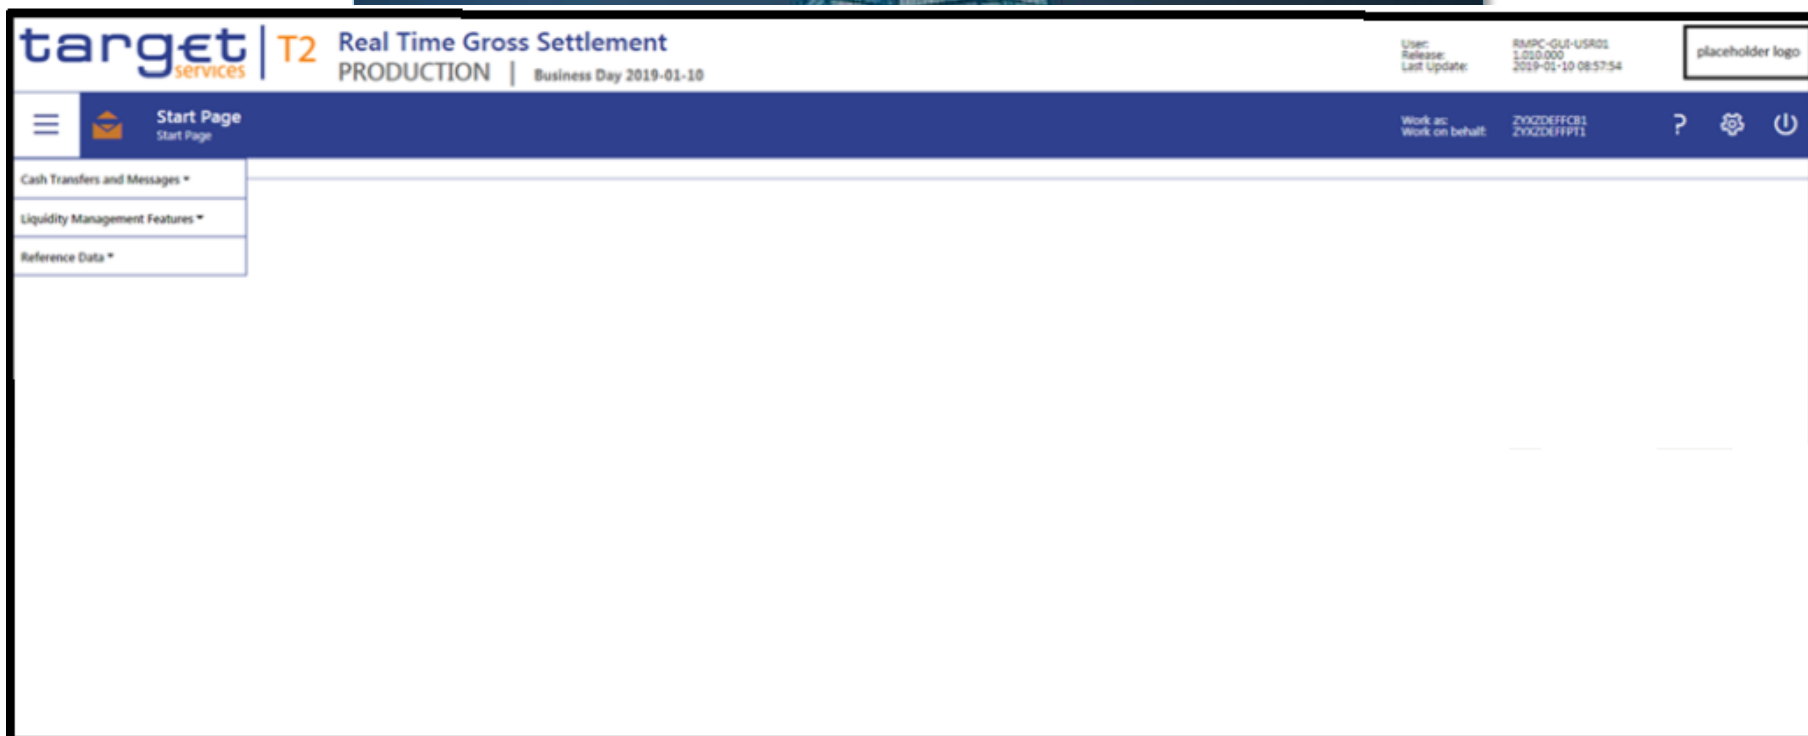 target
services
T2
Real Time Gross Settlement
PRODUCTION | Business Day 2019-01-10
User: RMPC-GUI-USR01
Release: 1.010.000
Last Update: 2019-01-10 08:57:54
placeholder logo
Start Page
Start Page
Work as: ZYXZDEFFCB1
Work on behalf: ZYXZDEFFPT1
?
Cash Transfers and Messages
Liquidity Management Features
Reference Data